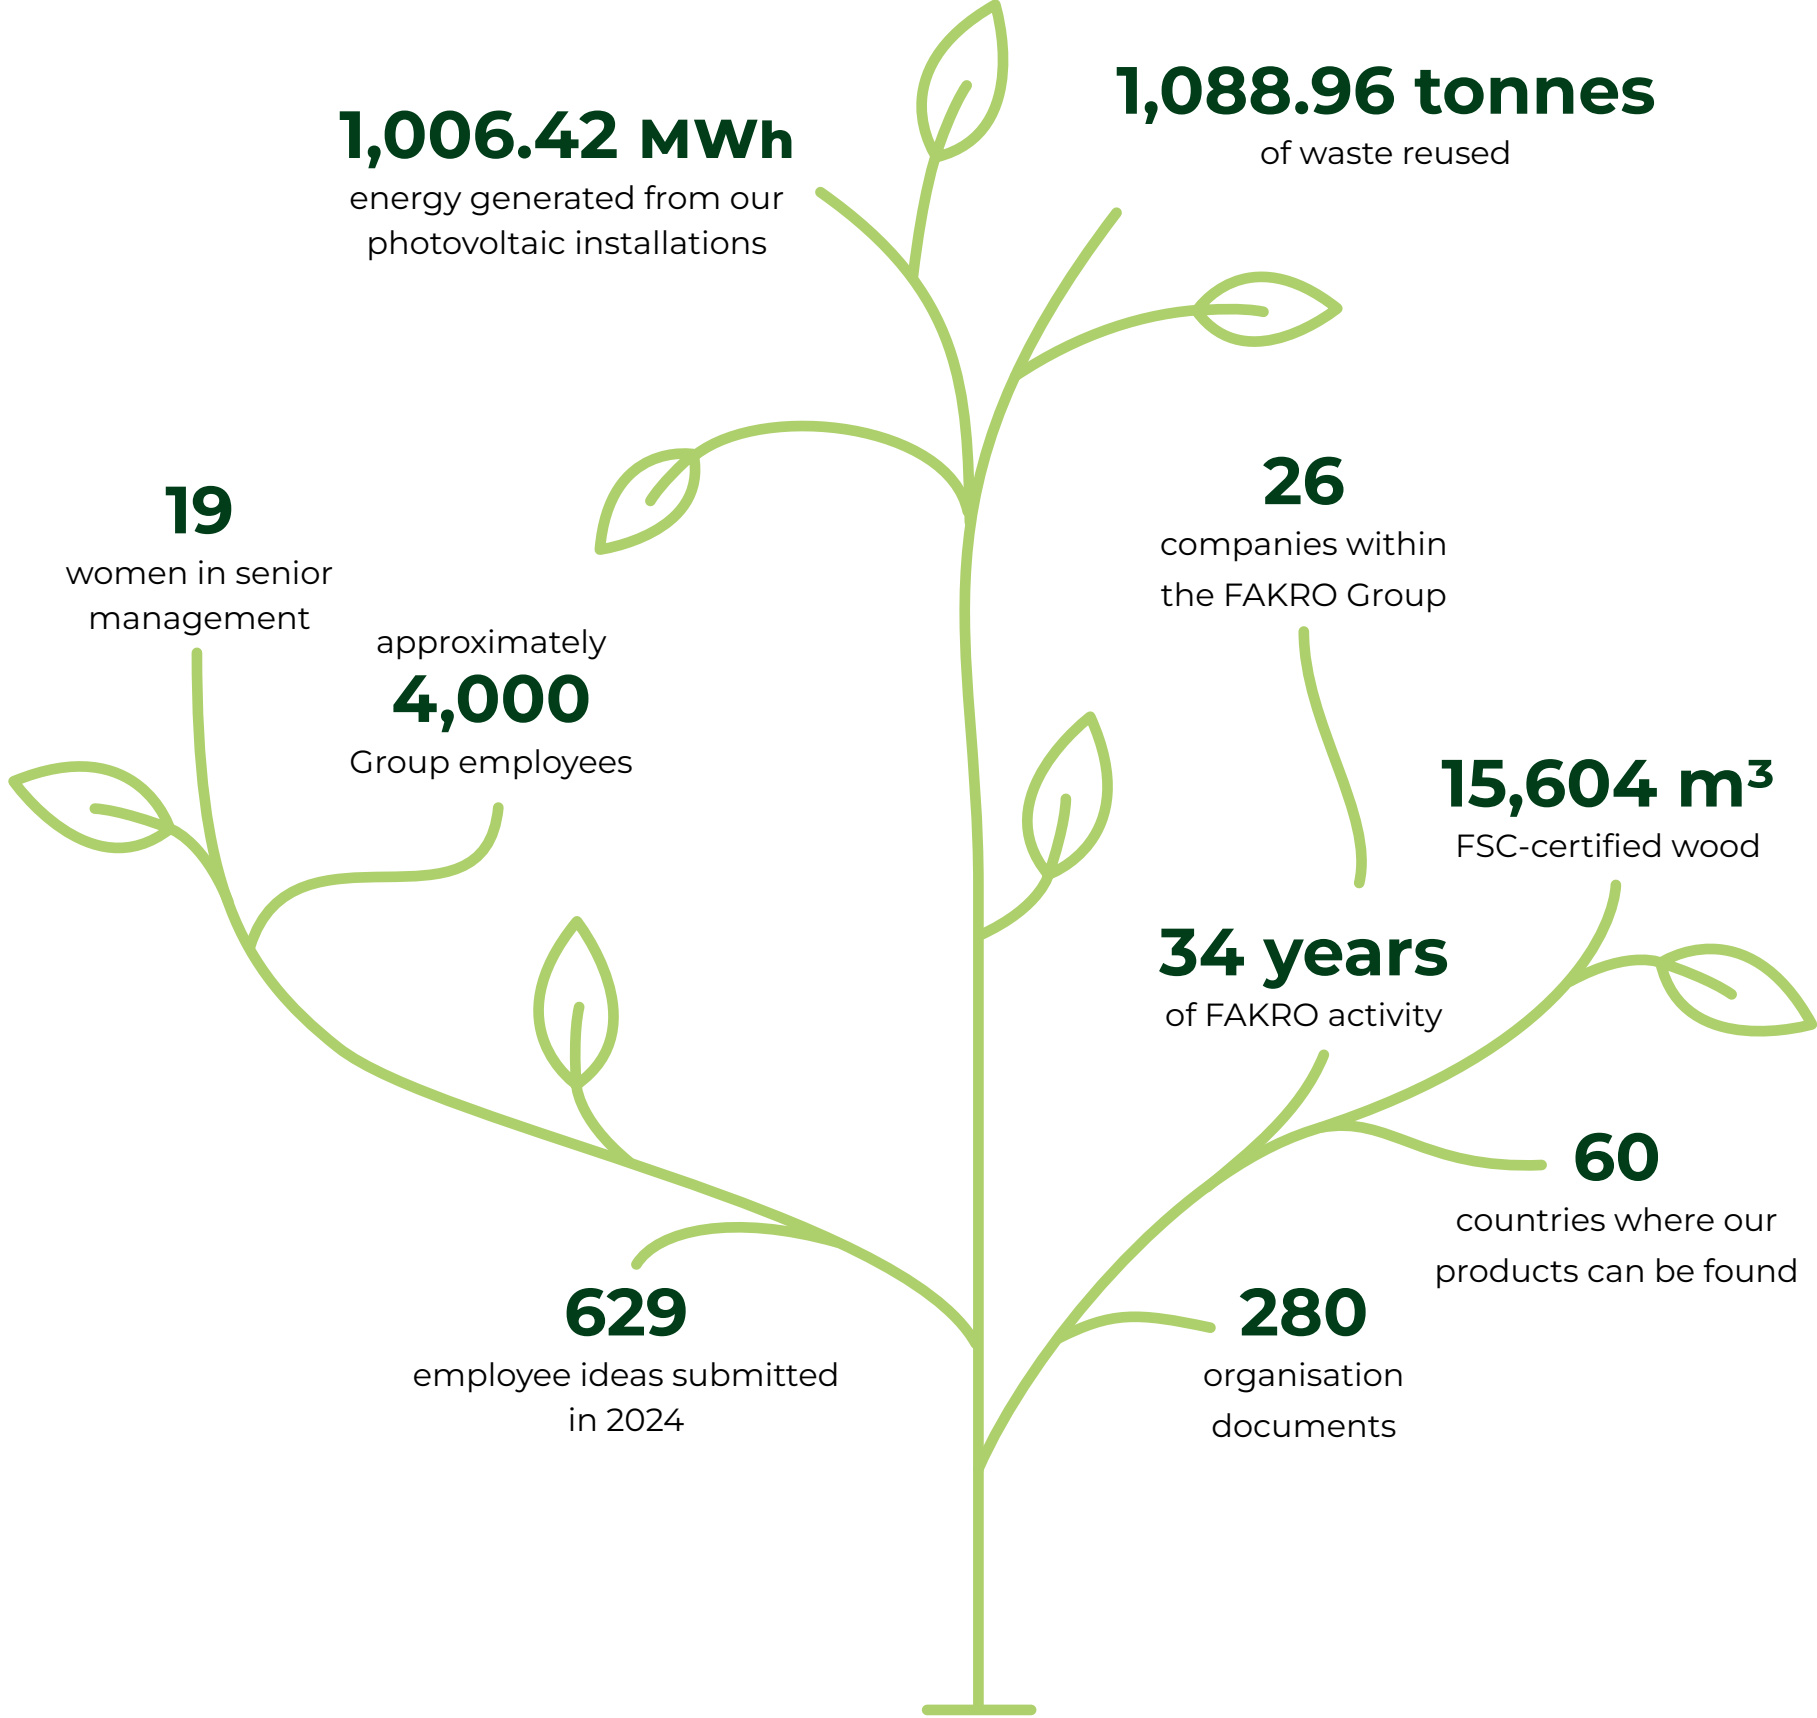 1,088.96 tonnes
of waste reused
1,006.42 MWh
energy generated from our
photovoltaic installations
26
companies within
the FAKRO Group
19
women in senior
management
approximately
4,000
Group employees
15,604 m³
FSC-certified wood
34 years
of FAKRO activity
60
countries where our
products can be found
629
employee ideas submitted
in 2024
280
organisation
documents